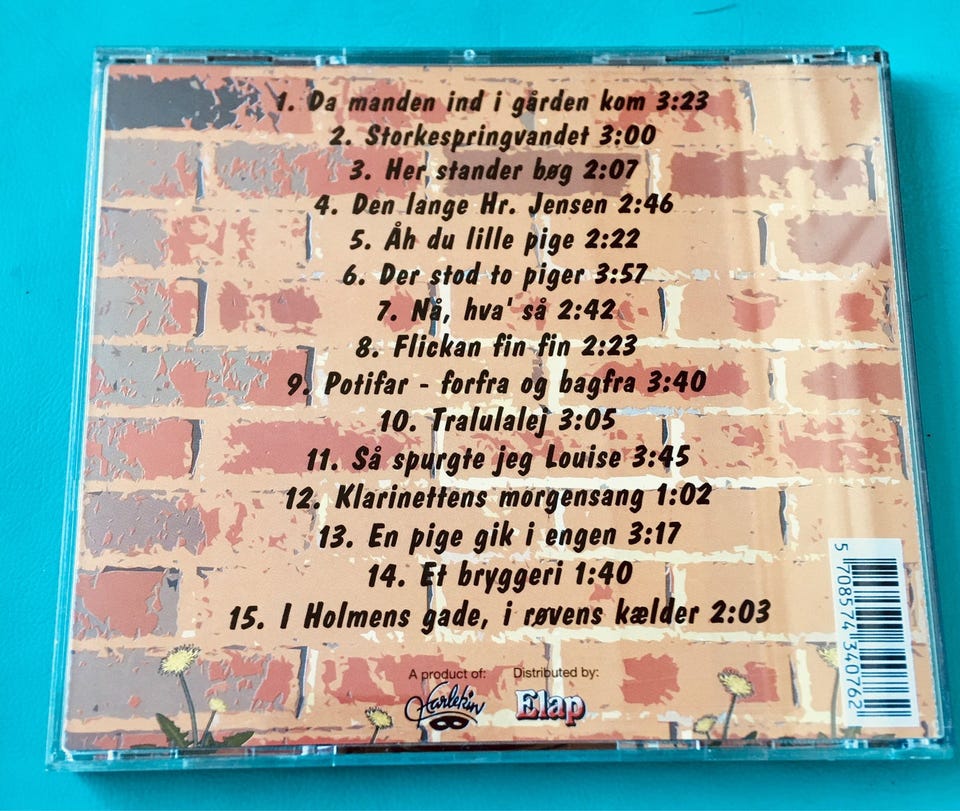 1. Da manden ind i gården kom 3:23
2. Storkespringvandet 3:00
3. Her stander bøg 2:07
4. Den lange Hr. Jensen 2:46
5. Åh du lille pige 2:22
6. Der stod to piger 3:57
7. Nå, hva' så 2:42
8. Flickan fin fin 2:23
9. Potifar - forfra og bagfra 3:40
10. Tralulalej 3:05
11. Så spurgte jeg Louise 3:45
12. Klarinettens morgensang 1:02
13. En pige gik i engen 3:17
14. Et bryggeri 1:40
15. I Holmens gade, i røvens kælder 2:03
A product of:
Harlekin
Distributed by:
Elap
5 708574 340762